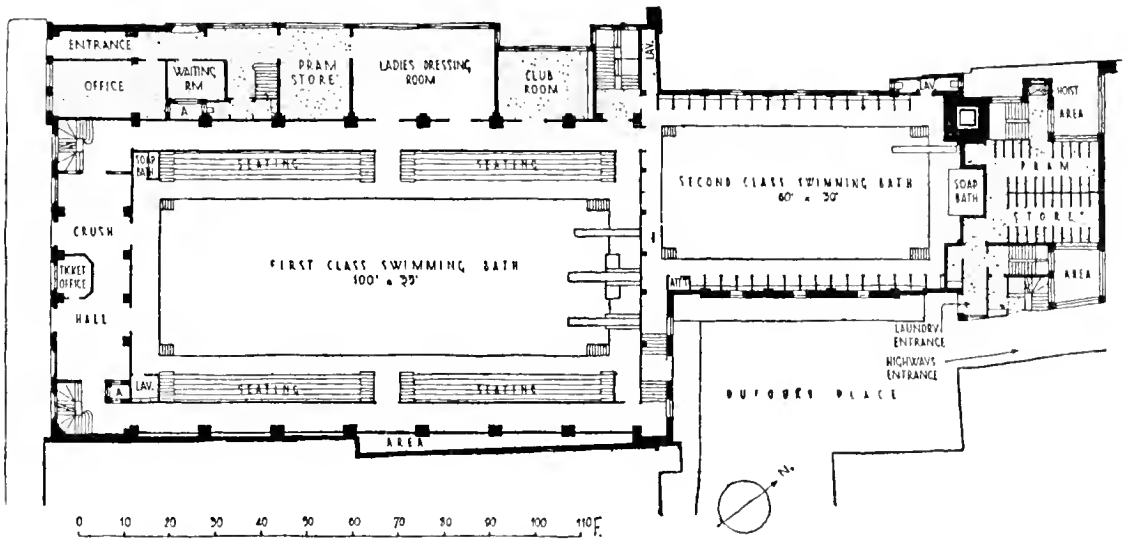 ENTRANCE
OFFICE
WAITING
RM
A
PRAM
STORE
LADIES DRESSING
ROOM
CLUB
ROOM
LAV.
LAV.
HOIST
AREA
SOAP
BATH
SEATING
SEATING
SECOND CLASS SWIMMING BATH
60' x 30'
SOAP
BATH
PRAM
STORE
CRUSH
TICKET
OFFICE
HALL
FIRST CLASS SWIMMING BATH
100' x 35'
ATTT
AREA
LAUNDRY
ENTRANCE
HIGHWAYS
ENTRANCE
A
LAV.
SEATING
SEATING
DUFOURS PLACE
AREA
N.
0 10 20 30 40 50 60 70 80 90 100 110 F.